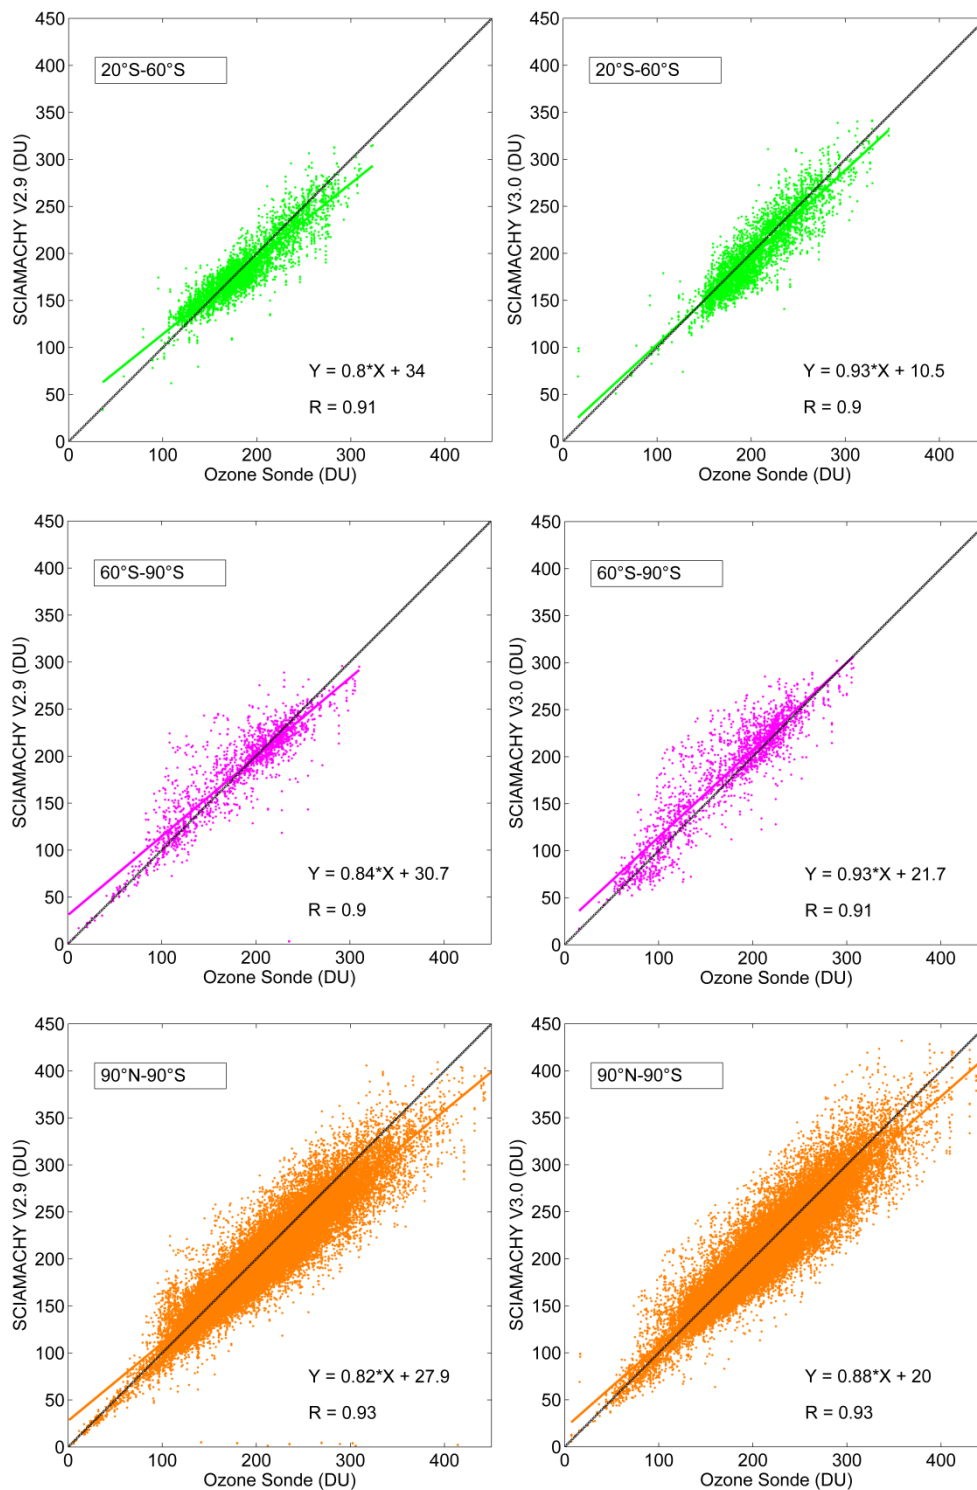 450
400
350
300
250
200
150
100
50
0
SCIAMACHY V2.9 (DU)
20°S-60°S
Y = 0.8*X + 34
R = 0.91
0 100 200 300 400
Ozone Sonde (DU)
450
400
350
300
250
200
150
100
50
0
SCIAMACHY V3.0 (DU)
20°S-60°S
Y = 0.93*X + 10.5
R = 0.9
0 100 200 300 400
Ozone Sonde (DU)
450
400
350
300
250
200
150
100
50
0
SCIAMACHY V2.9 (DU)
60°S-90°S
Y = 0.84*X + 30.7
R = 0.9
0 100 200 300 400
Ozone Sonde (DU)
450
400
350
300
250
200
150
100
50
0
SCIAMACHY V3.0 (DU)
60°S-90°S
Y = 0.93*X + 21.7
R = 0.91
0 100 200 300 400
Ozone Sonde (DU)
450
400
350
300
250
200
150
100
50
0
SCIAMACHY V2.9 (DU)
90°N-90°S
Y = 0.82*X + 27.9
R = 0.93
0 100 200 300 400
Ozone Sonde (DU)
450
400
350
300
250
200
150
100
50
0
SCIAMACHY V3.0 (DU)
90°N-90°S
Y = 0.88*X + 20
R = 0.93
0 100 200 300 400
Ozone Sonde (DU)